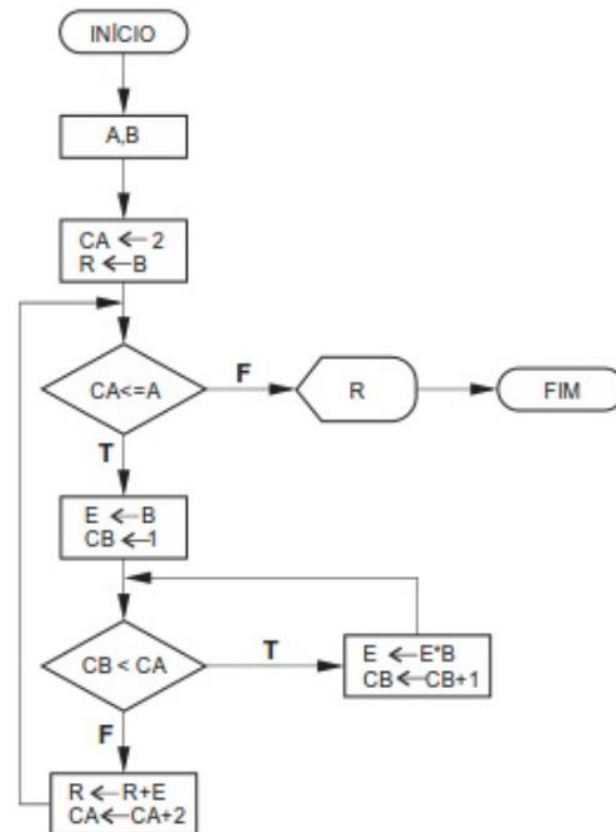 INÍCIO
A,B
CA ← 2
R ← B
CA<=A
F
R
FIM
T
E ← B
CB ← 1
CB < CA
T
E ← E*B
CB ← CB+1
F
R ← R+E
CA ← CA+2